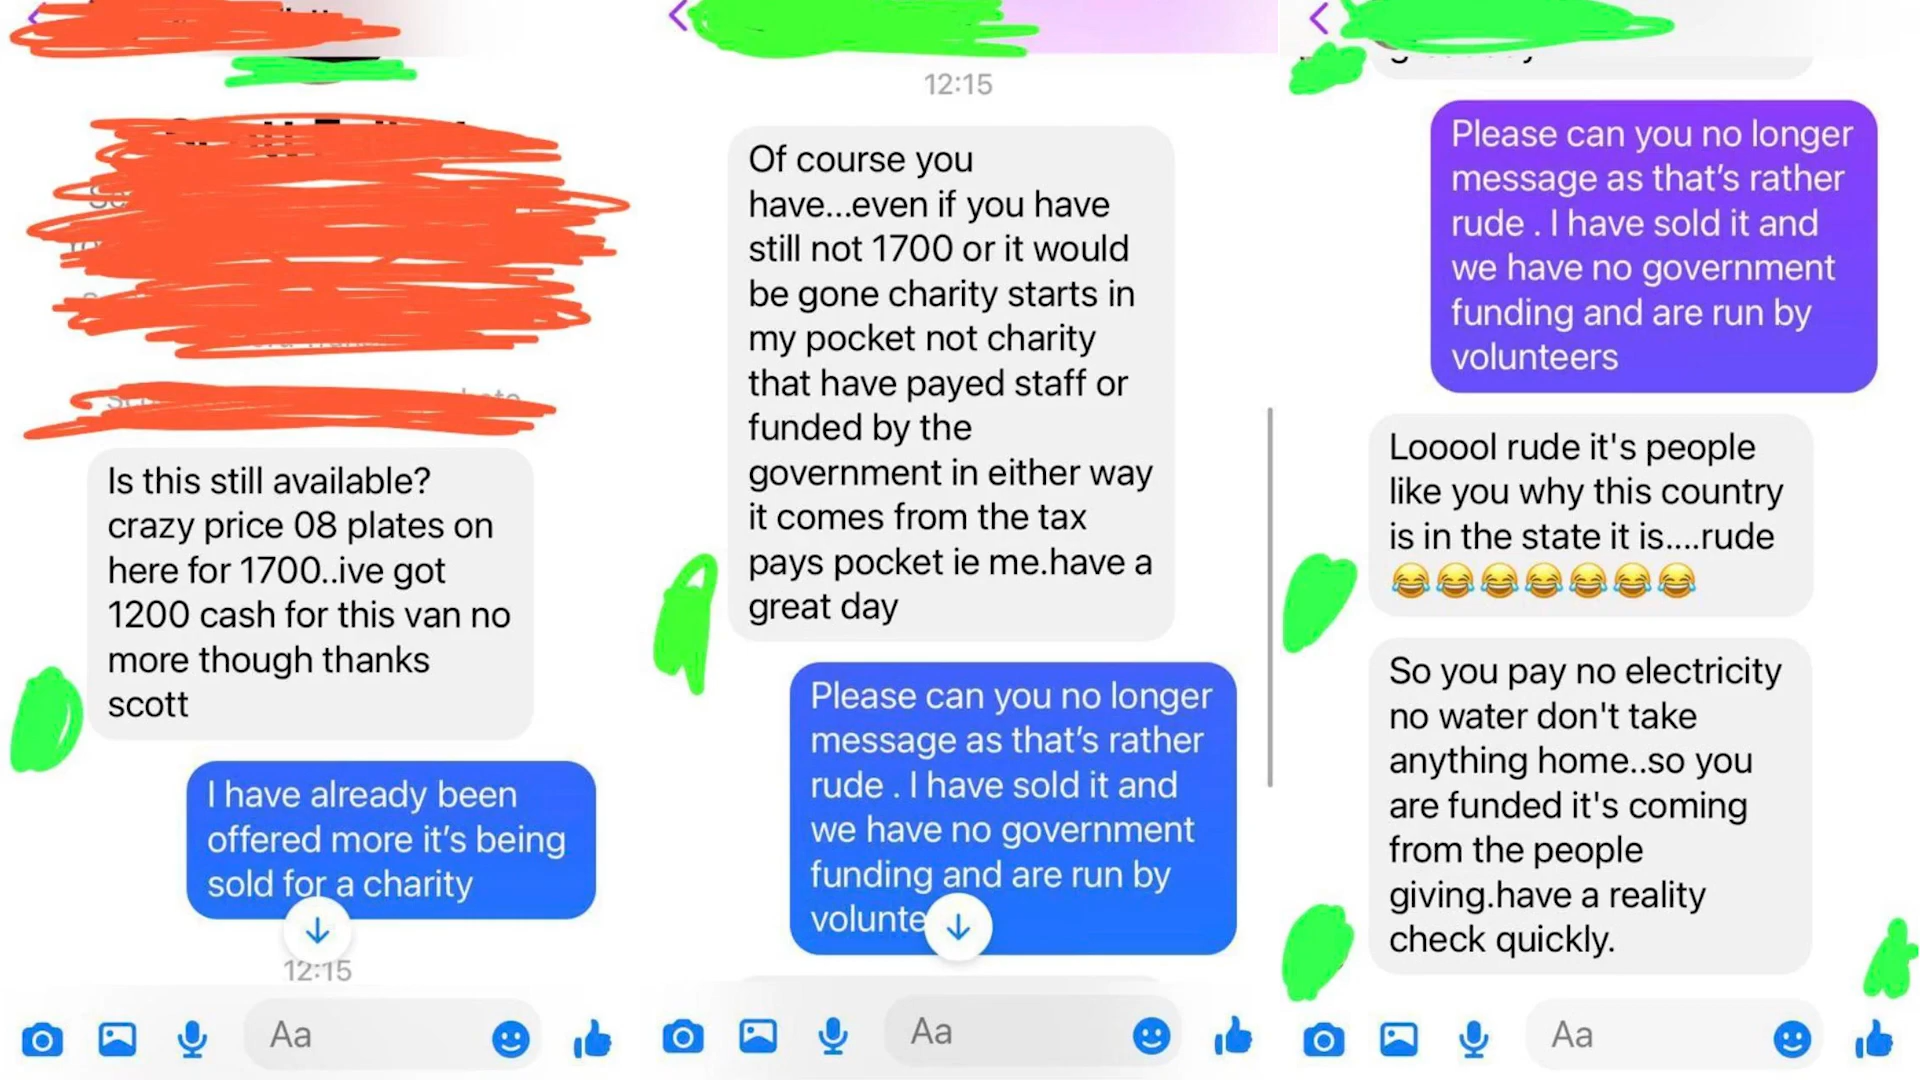 Is this still available?
crazy price 08 plates on
here for 1700..ive got
1200 cash for this van no
more though thanks
scott
I have already been
offered more it's being
sold for a charity
12:15
Aa
12:15
Of course you
have...even if you have
still not 1700 or it would
be gone charity starts in
my pocket not charity
that have payed staff or
funded by the
government in either way
it comes from the tax
pays pocket ie me.have a
great day
Please can you no longer
message as that's rather
rude . I have sold it and
we have no government
funding and are run by
volunte
Aa
Please can you no longer
message as that's rather
rude . I have sold it and
we have no government
funding and are run by
volunteers
Looool rude it's people
like you why this country
is in the state it is....rude
😂😂😂😂😂😂😂
So you pay no electricity
no water don't take
anything home..so you
are funded it's coming
from the people
giving.have a reality
check quickly.
Aa